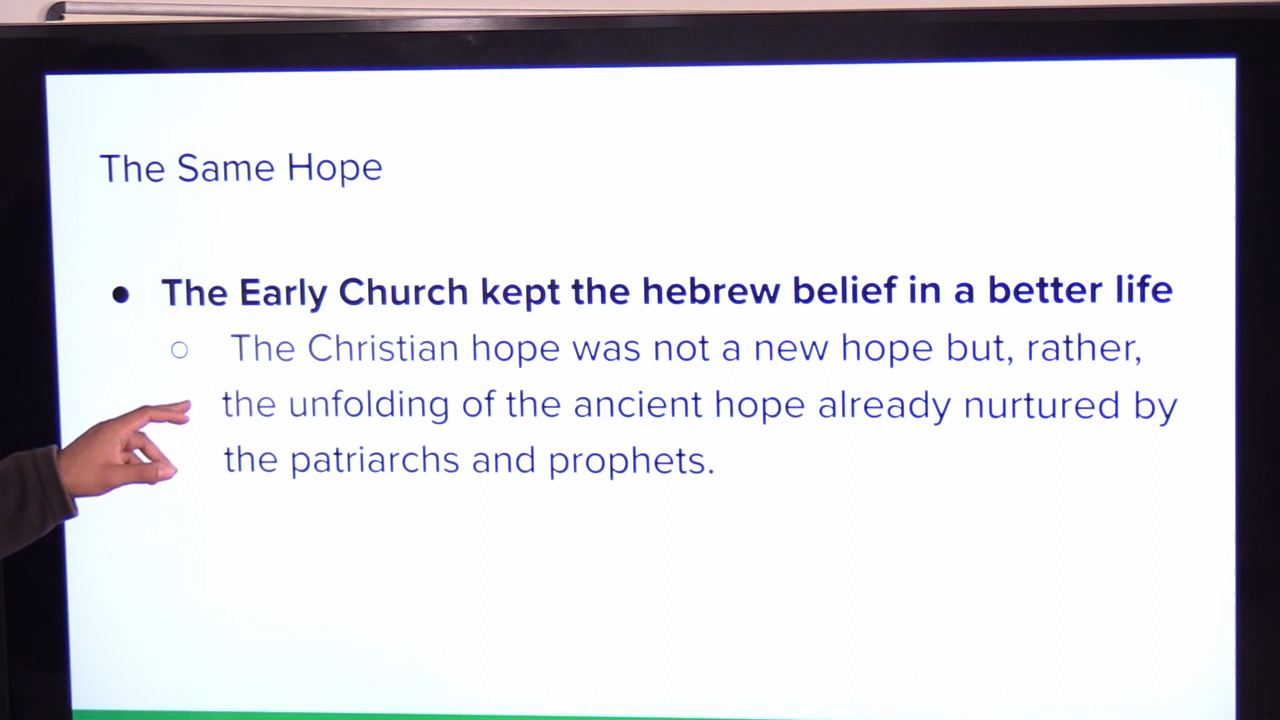 The Same Hope
● The Early Church kept the hebrew belief in a better life
○ The Christian hope was not a new hope but, rather,
the unfolding of the ancient hope already nurtured by
the patriarchs and prophets.